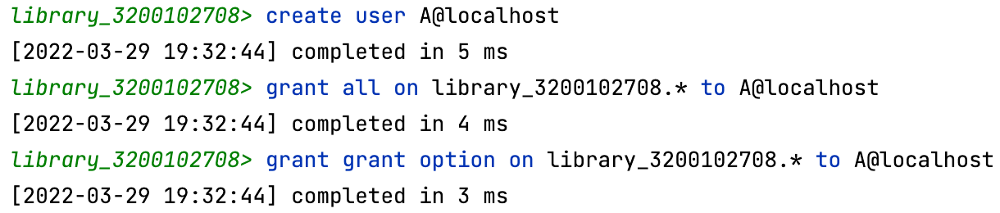 library_3200102708> create user A@localhost
[2022-03-29 19:32:44] completed in 5 ms
library_3200102708> grant all on library_3200102708.* to A@localhost
[2022-03-29 19:32:44] completed in 4 ms
library_3200102708> grant grant option on library_3200102708.* to A@localhost
[2022-03-29 19:32:44] completed in 3 ms